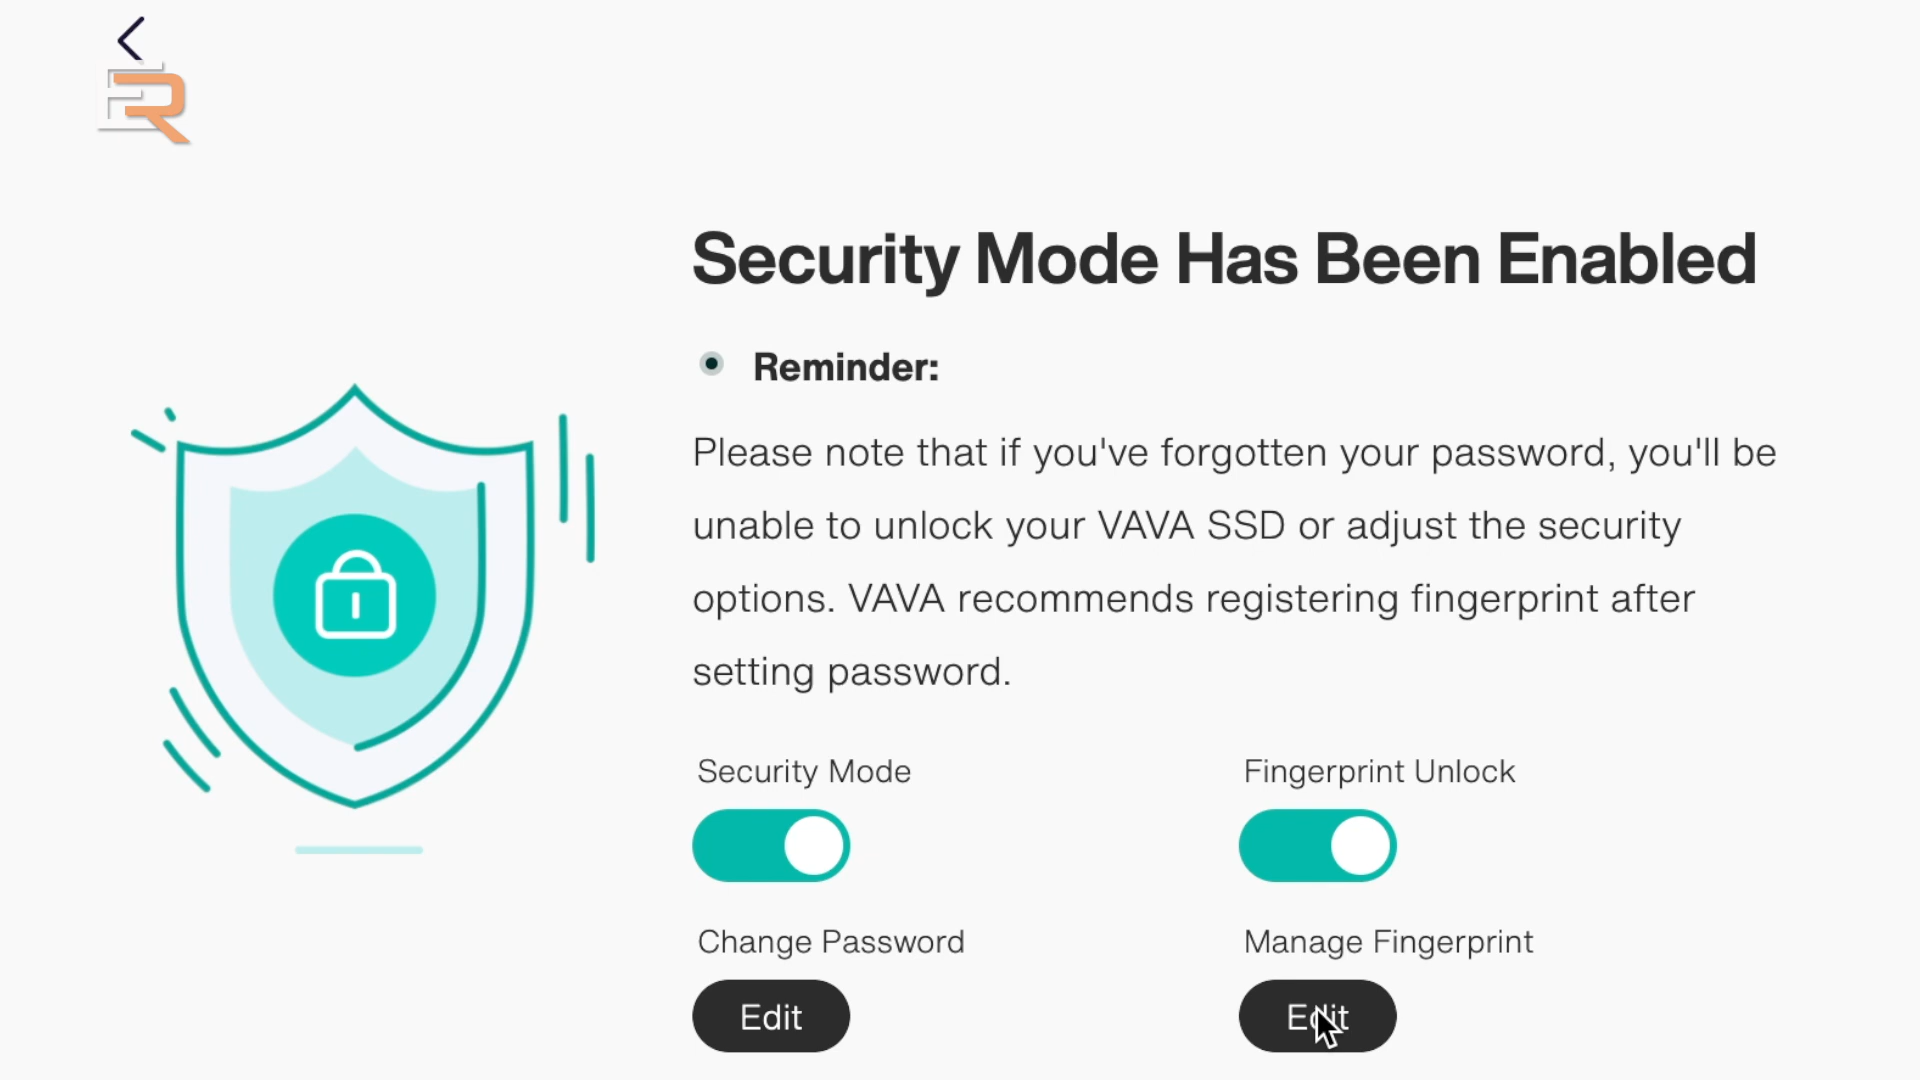 ER
Security Mode Has Been Enabled
Reminder:
Please note that if you've forgotten your password, you'll be
unable to unlock your VAVA SSD or adjust the security
options. VAVA recommends registering fingerprint after
setting password.
Security Mode
Fingerprint Unlock
Change Password
Manage Fingerprint
Edit
Edit